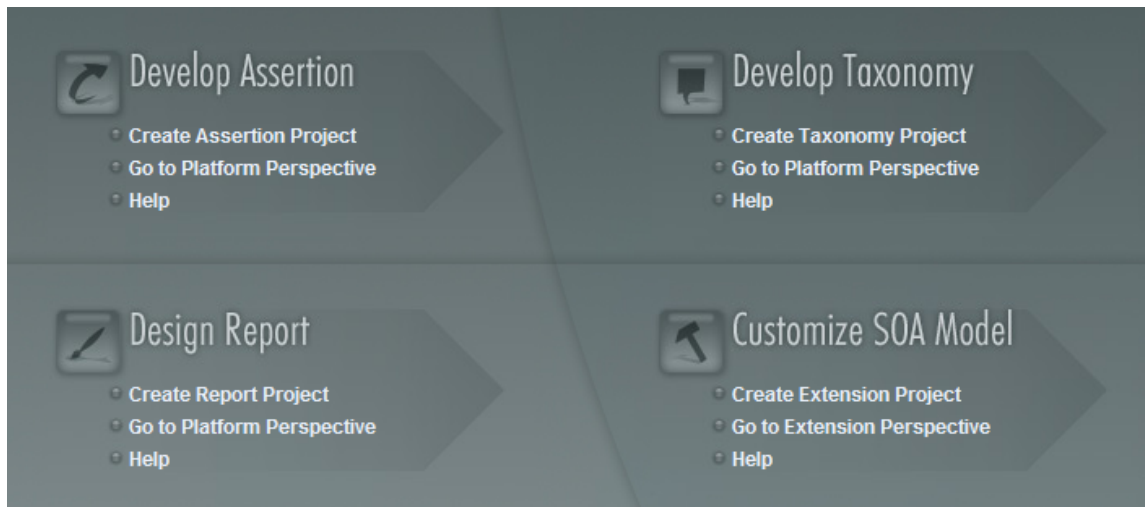 Develop Assertion
Create Assertion Project
Go to Platform Perspective
Help
Develop Taxonomy
Create Taxonomy Project
Go to Platform Perspective
Help
Design Report
Create Report Project
Go to Platform Perspective
Help
Customize SOA Model
Create Extension Project
Go to Extension Perspective
Help